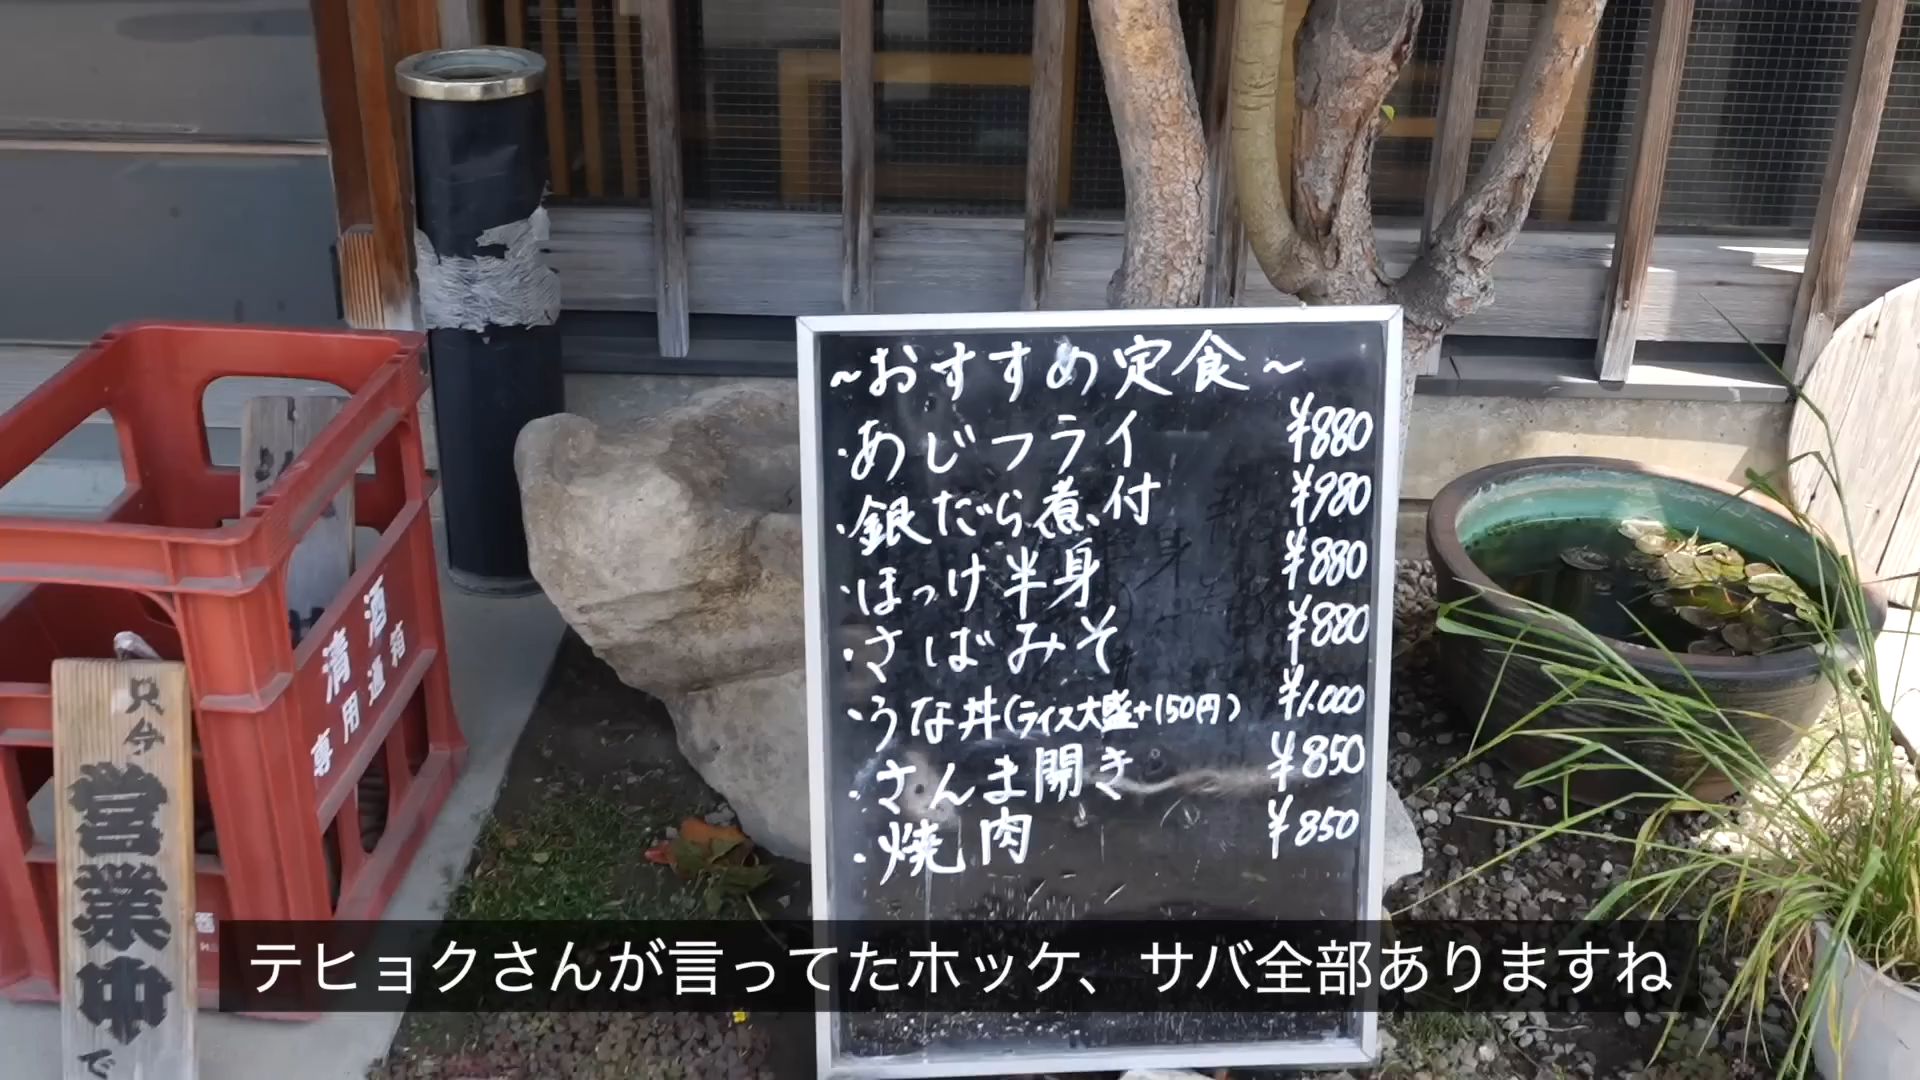 ~おすすめ定食~
・あじフライ ¥880
・銀だら煮付 ¥980
・ほっけ半身 ¥880
・さばみそ ¥880
・うな丼(ライス大盛+150円) ¥1.000
・さんま開き ¥850
・焼肉 ¥850
清酒
専用通箱
只今
営業中
で
テヒョクさんが言ってたホッケ、サバ全部ありますね